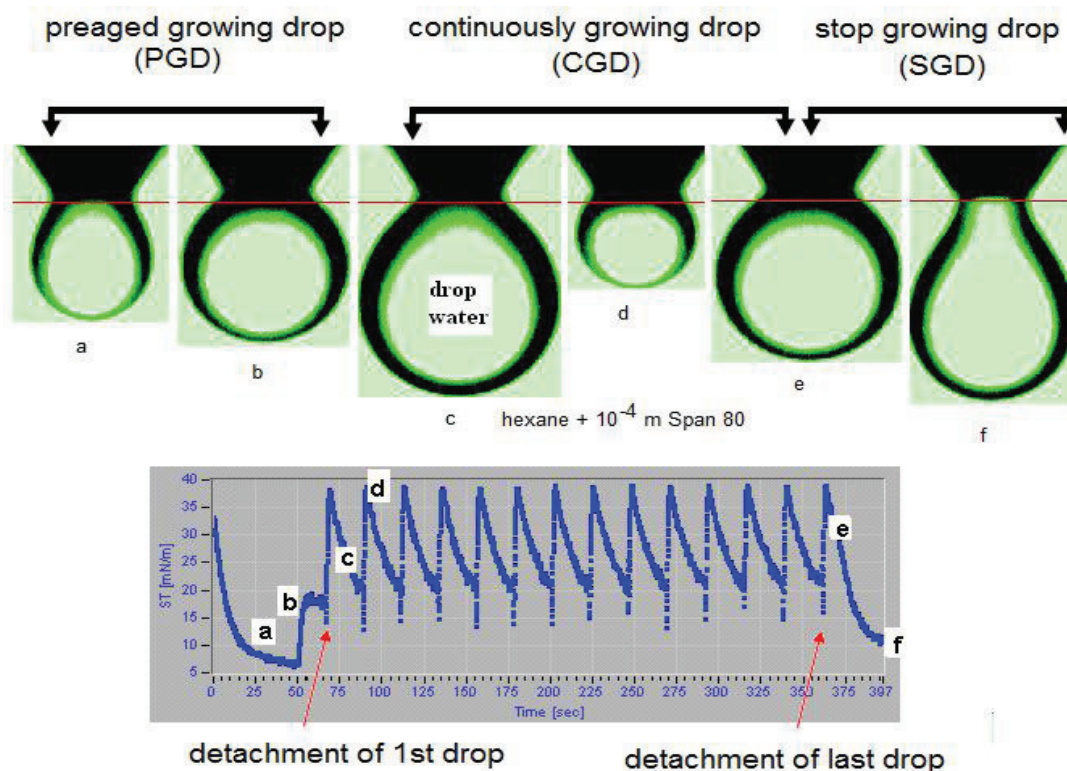 preaged growing drop
(PGD)
continuously growing drop
(CGD)
stop growing drop
(SGD)
drop
water
a
b
c
d
e
f
hexane + 10⁻⁴ m Span 80
40
35
30
25
20
15
10
5
ST [mN/m]
a
b
c
d
e
f
0 25 50 75 100 125 150 175 200 225 250 275 300 325 350 375 397
Time [sec]
detachment of 1st drop
detachment of last drop